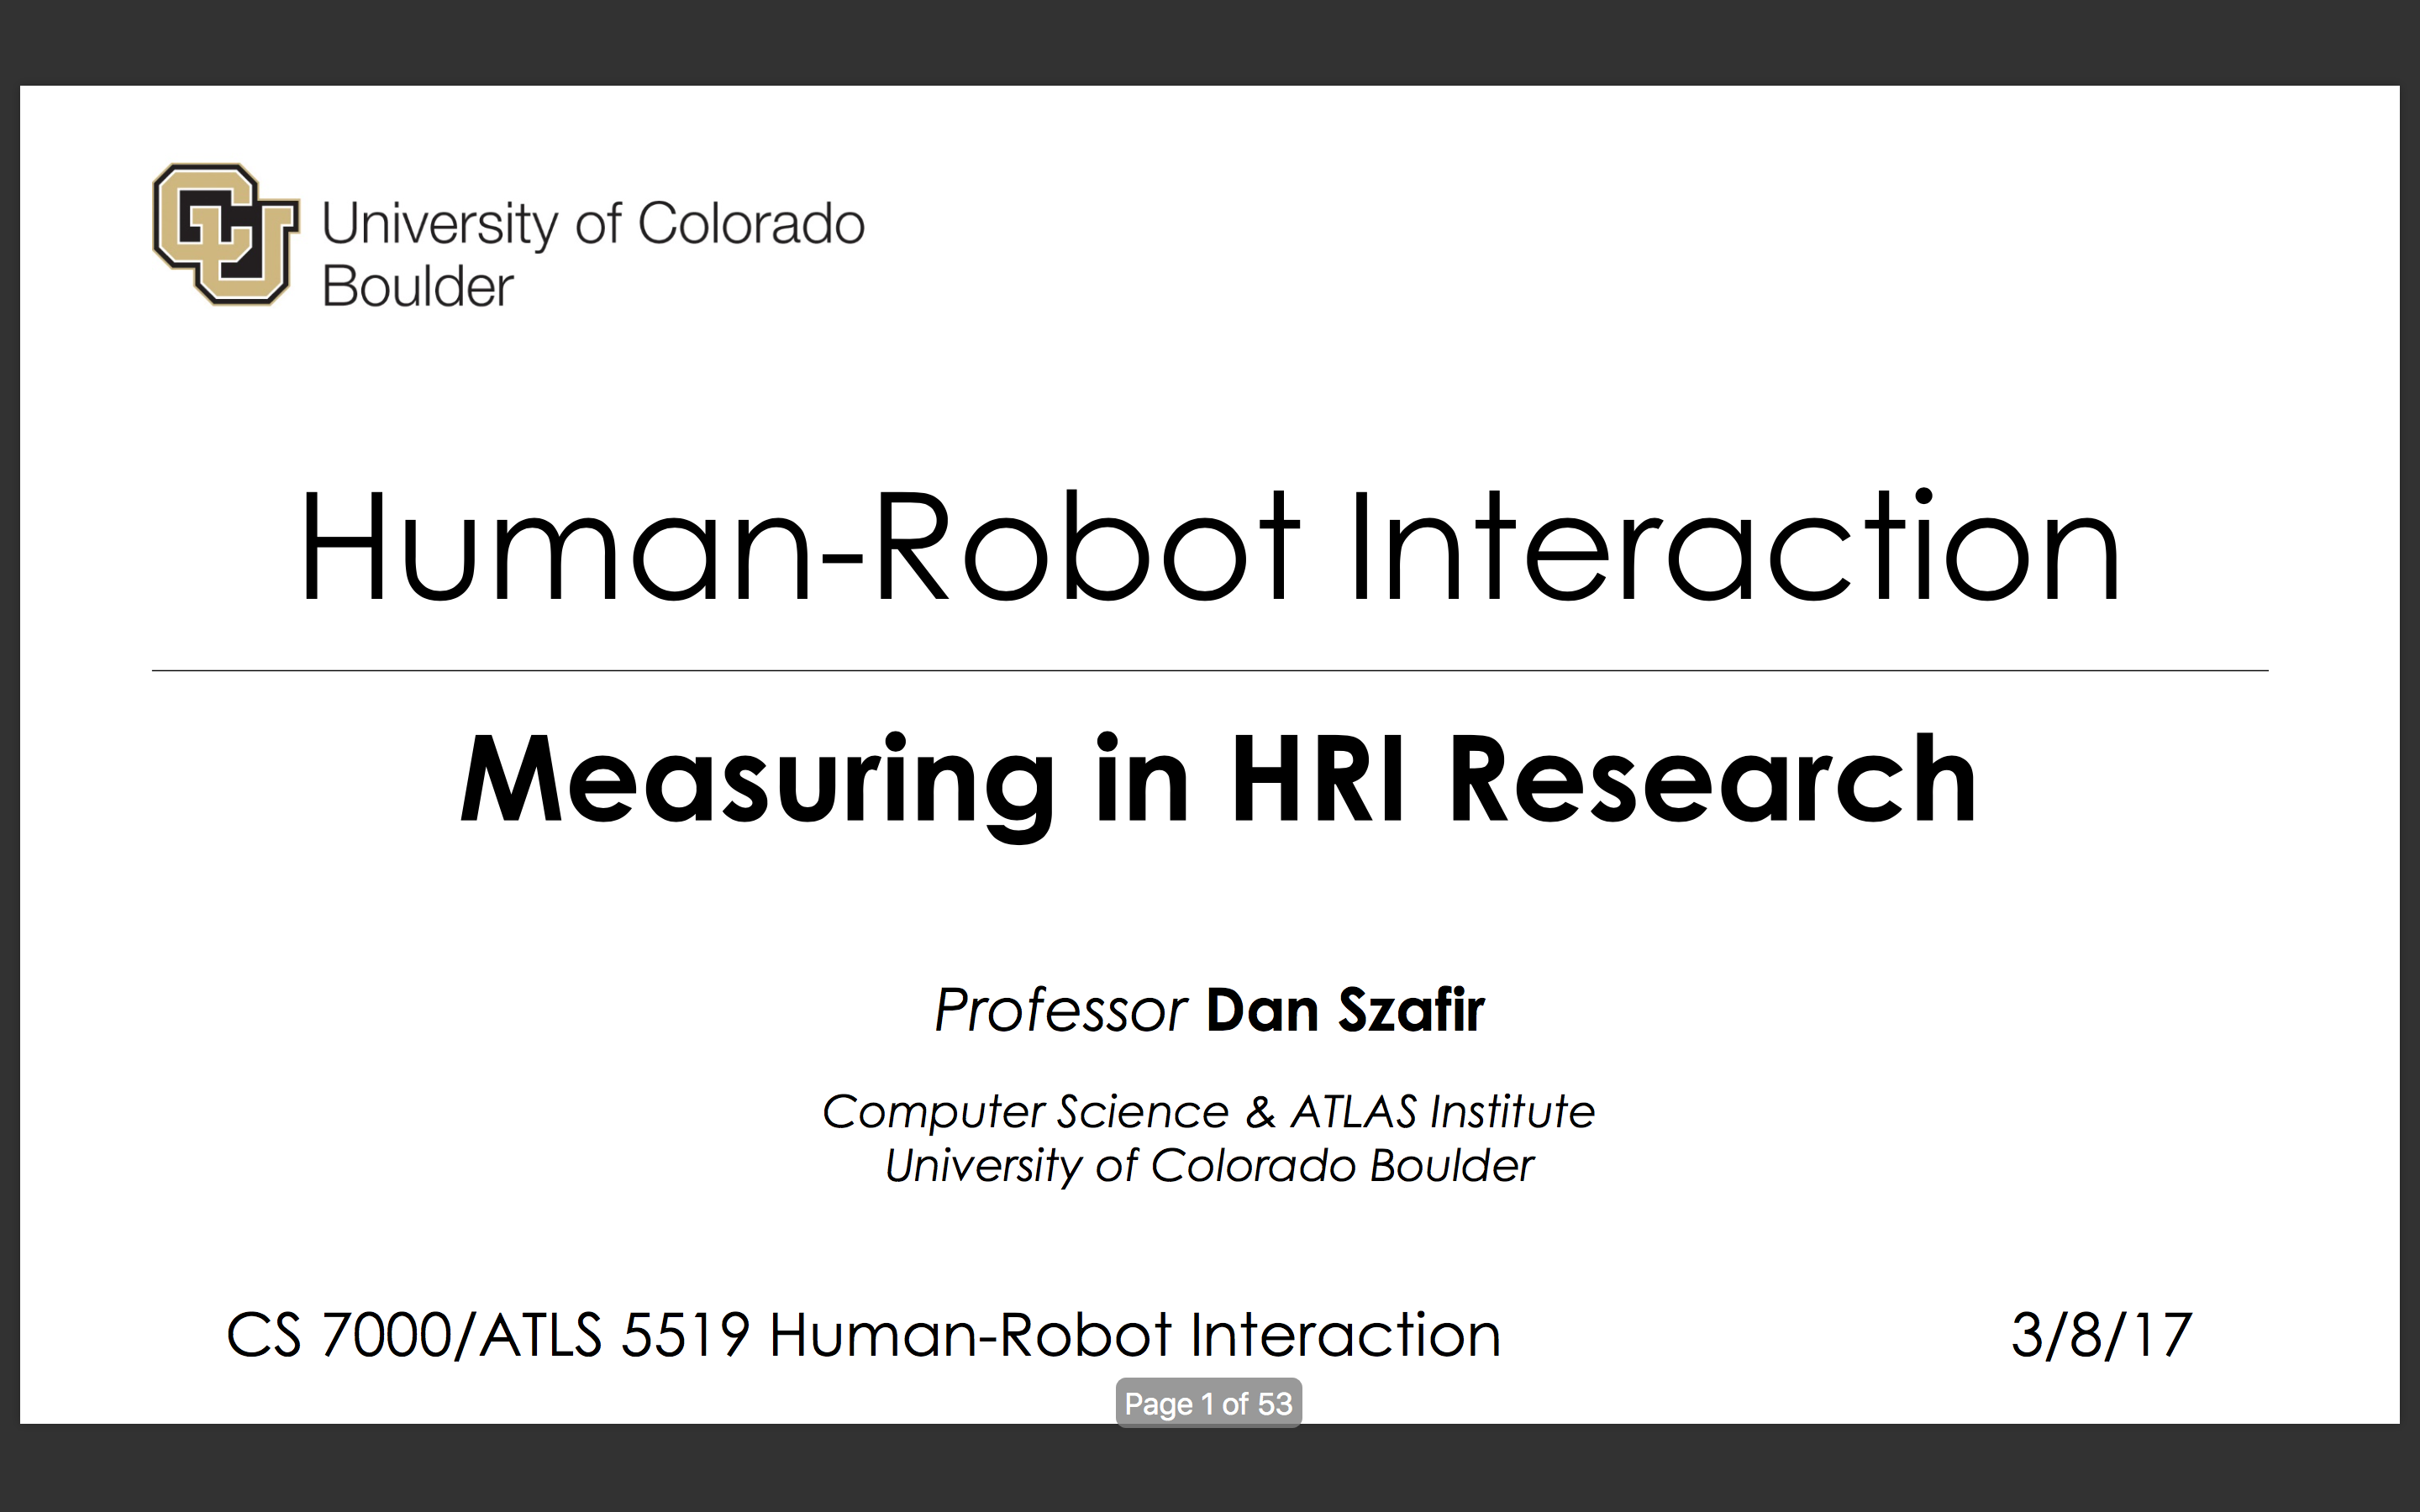 CU
University of Colorado
Boulder
Human-Robot Interaction
Measuring in HRI Research
Professor Dan Szafir
Computer Science & ATLAS Institute
University of Colorado Boulder
CS 7000/ATLS 5519 Human-Robot Interaction 3/8/17
Page 1 of 53